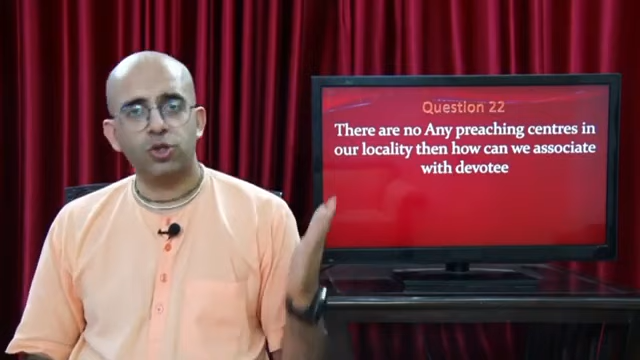 Question 22
There are no Any preaching centres in
our locality then how can we associate
with devotee